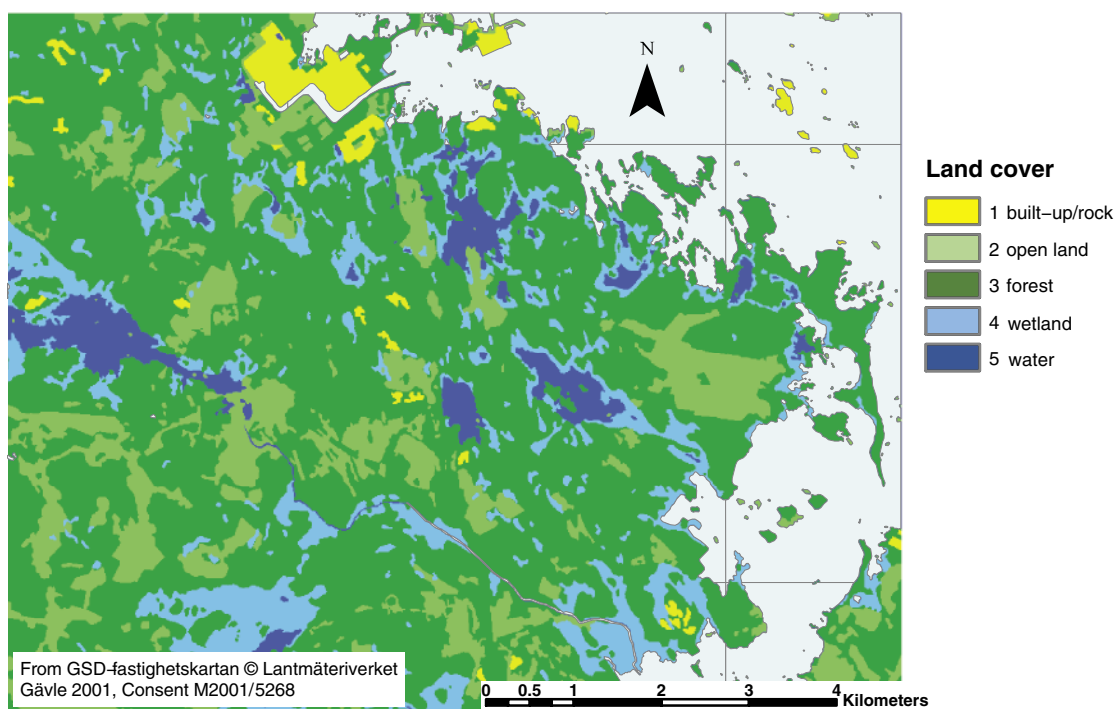 N
Land cover
1 built–up/rock
2 open land
3 forest
4 wetland
5 water
From GSD–fastighetskartan © Lantmäteriverket
Gävle 2001, Consent M2001/5268
0 0.5 1 2 3 4
Kilometers